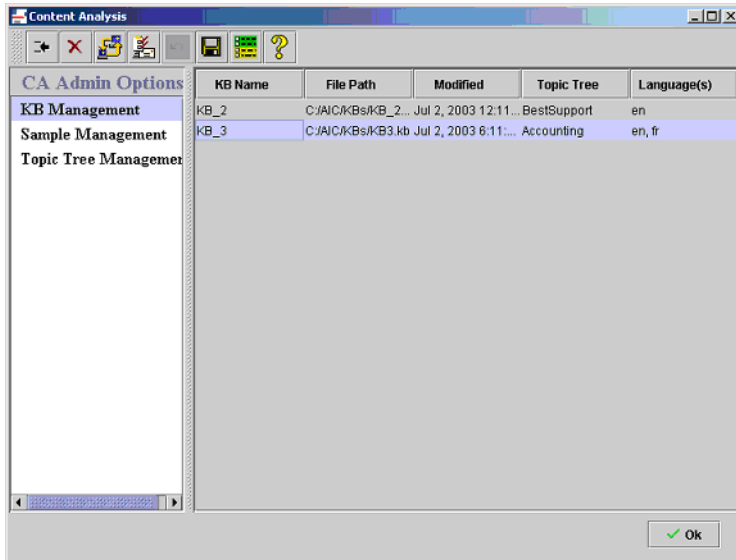 Content Analysis
CA Admin Options
KB Management
Sample Management
Topic Tree Managemer
KB Name File Path Modified Topic Tree Language(s)
KB_2 C:/AIC/KBs/KB_2... Jul 2, 2003 12:11... BestSupport en
KB_3 C:/AIC/KBs/KB3.kb Jul 2, 2003 6:11:... Accounting en, fr
Ok